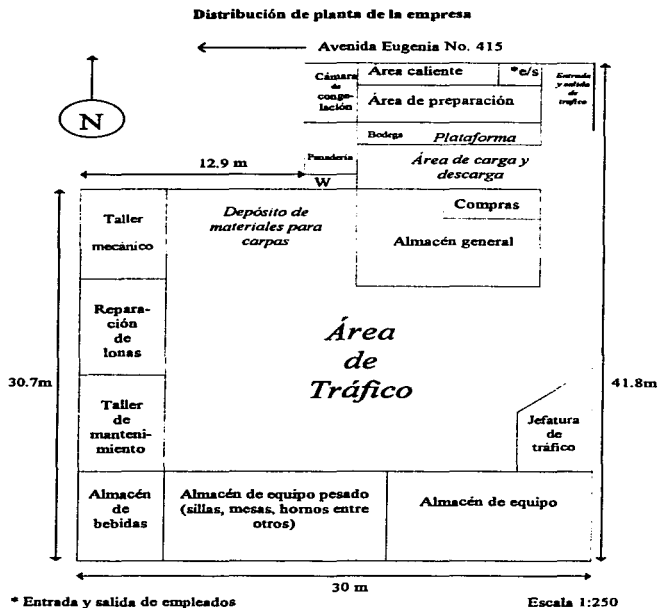 Distribución de planta de la empresa
Avenida Eugenia No. 415
Cámara
de
conge-
lación
Área caliente
*e/s
Entrada
y salida
de
trafico
Área de preparación
N
Bodega
Plataforma
12.9 m
Panadería
Área de carga y
descarga
W
Taller
mecánico
Depósito de
materiales para
carpas
Compras
Almacén general
Repara-
ción
de
lonas
Área
de
Tráfico
30.7m
41.8m
Taller
de
manteni-
miento
Jefatura
de
tráfico
Almacén
de
bebidas
Almacén de equipo pesado
(sillas, mesas, hornos entre
otros)
Almacén de equipo
30 m
* Entrada y salida de empleados
Escala 1:250